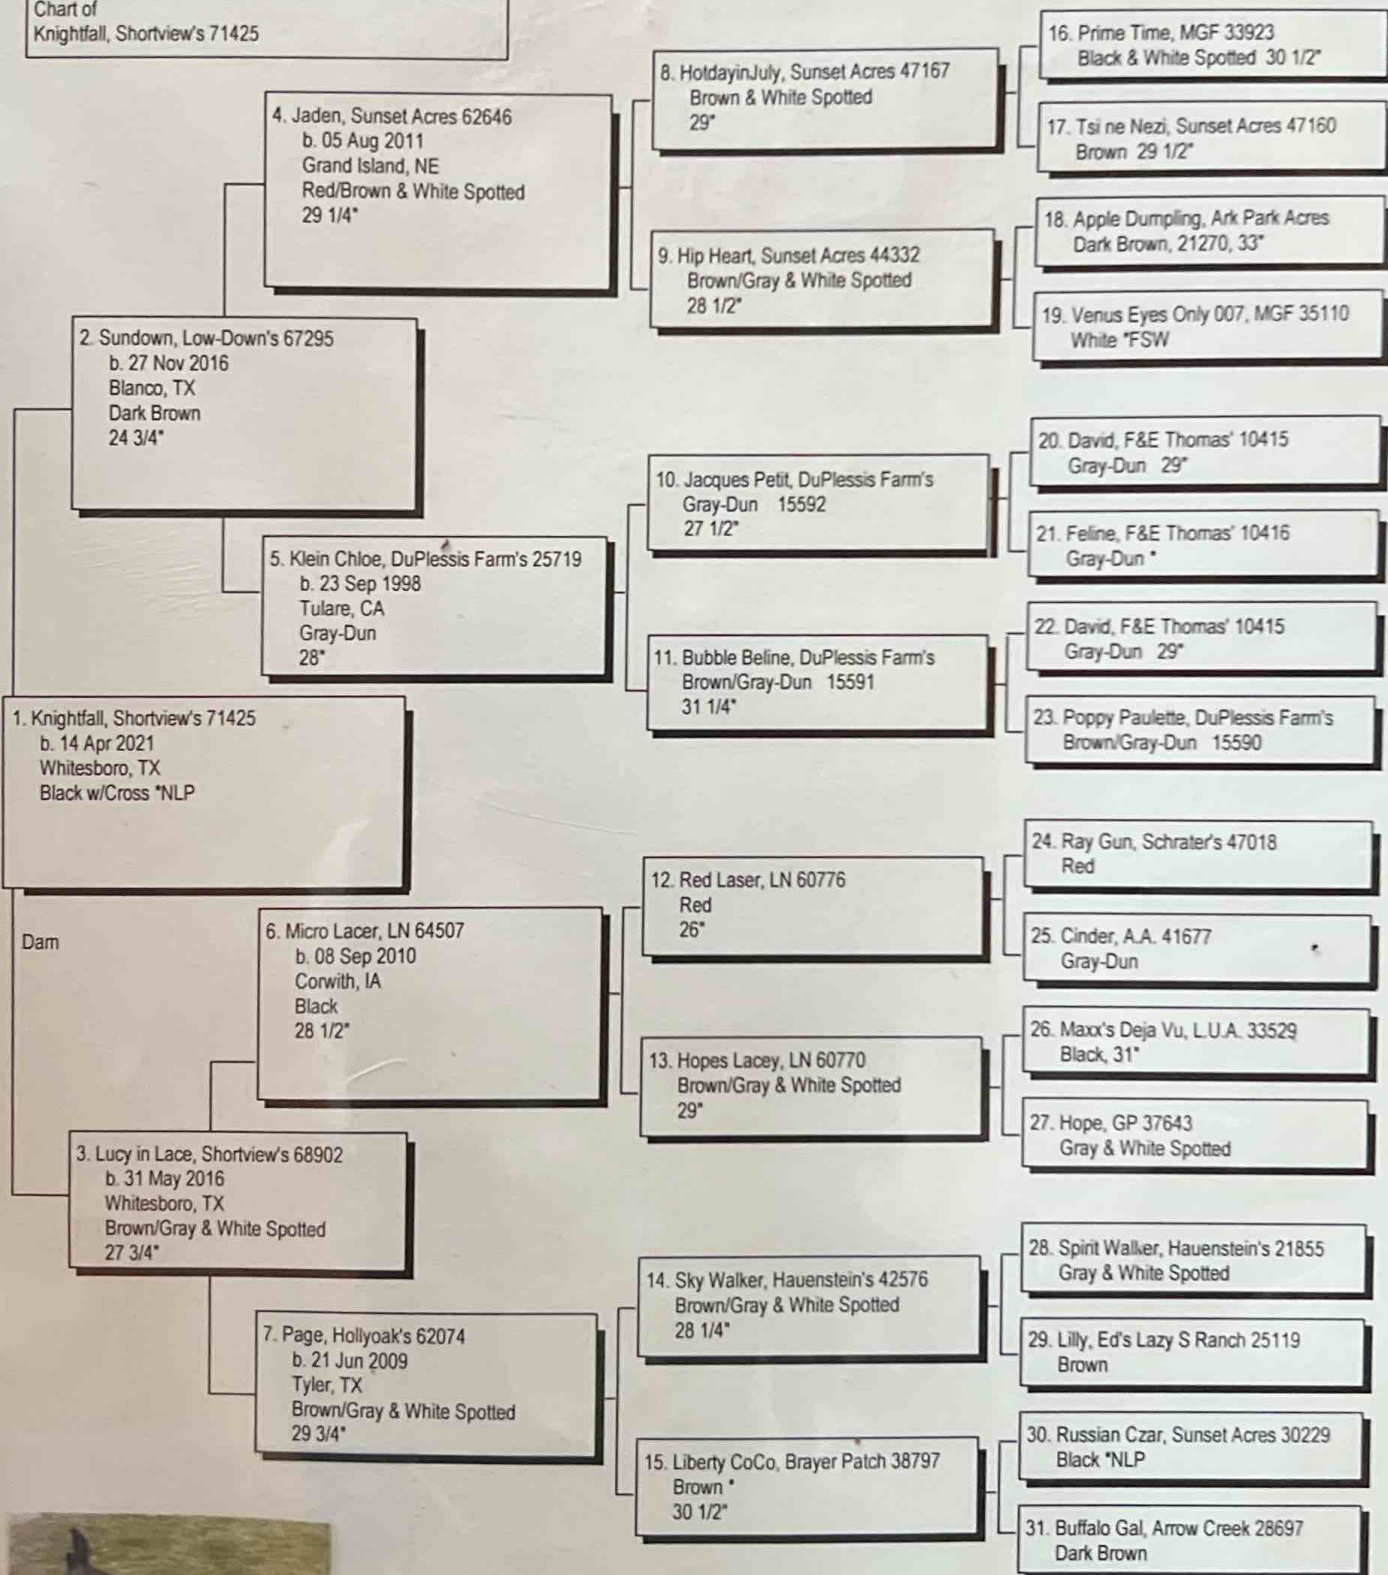 Chart of
Knightfall, Shortview's 71425
1. Knightfall, Shortview's 71425
b. 14 Apr 2021
Whitesboro, TX
Black w/Cross *NLP
Dam
2. Sundown, Low-Down's 67295
b. 27 Nov 2016
Blanco, TX
Dark Brown
24 3/4"
3. Lucy in Lace, Shortview's 68902
b. 31 May 2016
Whitesboro, TX
Brown/Gray & White Spotted
27 3/4"
4. Jaden, Sunset Acres 62646
b. 05 Aug 2011
Grand Island, NE
Red/Brown & White Spotted
29 1/4"
5. Klein Chloe, DuPlessis Farm's 25719
b. 23 Sep 1998
Tulare, CA
Gray-Dun
28"
6. Micro Lacer, LN 64507
b. 08 Sep 2010
Corwith, IA
Black
28 1/2"
7. Page, Hollyoak's 62074
b. 21 Jun 2009
Tyler, TX
Brown/Gray & White Spotted
29 3/4"
8. HotdayinJuly, Sunset Acres 47167
Brown & White Spotted
29"
9. Hip Heart, Sunset Acres 44332
Brown/Gray & White Spotted
28 1/2"
10. Jacques Petit, DuPlessis Farm's
Gray-Dun 15592
27 1/2"
11. Bubble Beline, DuPlessis Farm's
Brown/Gray-Dun 15591
31 1/4"
12. Red Laser, LN 60776
Red
26"
13. Hopes Lacey, LN 60770
Brown/Gray & White Spotted
29"
14. Sky Walker, Hauenstein's 42576
Brown/Gray & White Spotted
28 1/4"
15. Liberty CoCo, Brayer Patch 38797
Brown *
30 1/2"
16. Prime Time, MGF 33923
Black & White Spotted 30 1/2"
17. Tsi ne Nezi, Sunset Acres 47160
Brown 29 1/2"
18. Apple Dumpling, Ark Park Acres
Dark Brown, 21270, 33"
19. Venus Eyes Only 007, MGF 35110
White *FSW
20. David, F&E Thomas' 10415
Gray-Dun 29"
21. Feline, F&E Thomas' 10416
Gray-Dun *
22. David, F&E Thomas' 10415
Gray-Dun 29"
23. Poppy Paulette, DuPlessis Farm's
Brown/Gray-Dun 15590
24. Ray Gun, Schrater's 47018
Red
25. Cinder, A.A. 41677
Gray-Dun
26. Maxx's Deja Vu, L.U.A. 33529
Black, 31"
27. Hope, GP 37643
Gray & White Spotted
28. Spirit Walker, Hauenstein's 21855
Gray & White Spotted
29. Lilly, Ed's Lazy S Ranch 25119
Brown
30. Russian Czar, Sunset Acres 30229
Black *NLP
31. Buffalo Gal, Arrow Creek 28697
Dark Brown